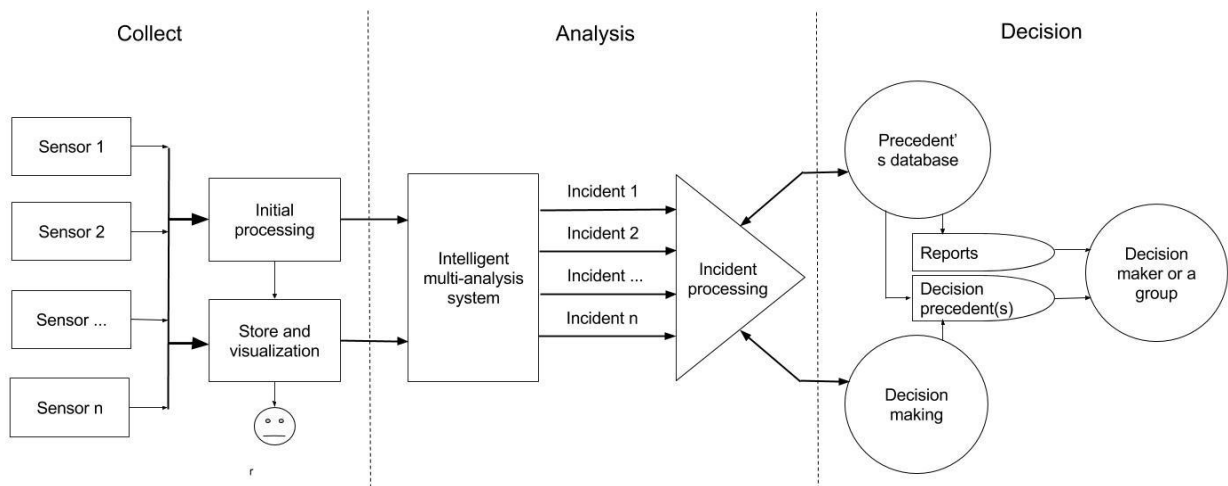 Collect
Analysis
Decision
Sensor 1
Sensor 2
Sensor ...
Sensor n
Initial
processing
Store and
visualization
r
Intelligent
multi-analysis
system
Incident 1
Incident 2
Incident ...
Incident n
Incident
processing
Precedent'
s database
Reports
Decision
precedent(s)
Decision
making
Decision
maker or a
group